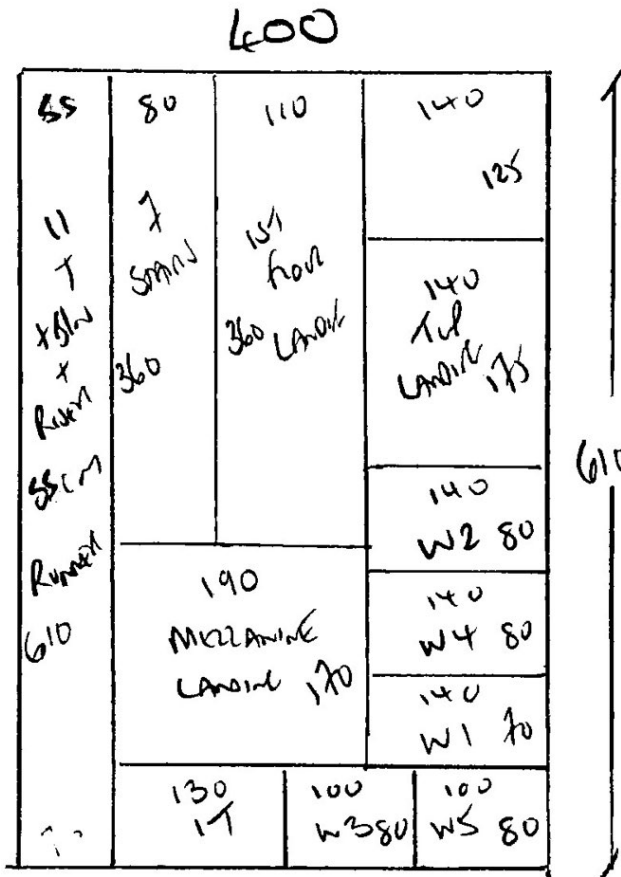 400
55
11
T
+
RISER
55CM
RUNNER
610
80
7
STAIRS
360
110
1ST
FLOOR
LANDING
360
140
125
140
TOP
LANDING
175
140
W2 80
140
W4 80
140
W1 70
190
MEZZANINE
LANDING 170
130
1T
100
W3 80
100
W5 80
610